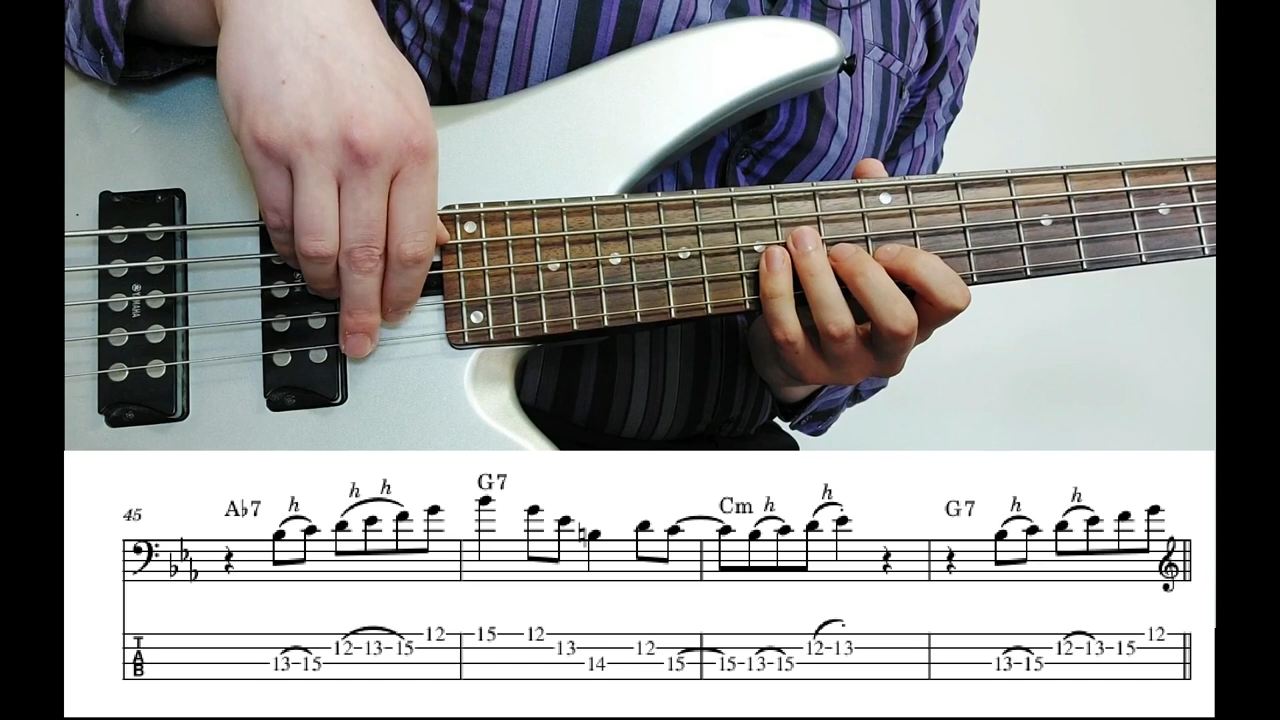 YAMAHA
45 A♭7 h h h G7 Cm h h G7 h h
T 13 15 12 13 15 12 15 12 13 14 12 15 15 13 15 12 13 13 15 12 13 15 12
A
B